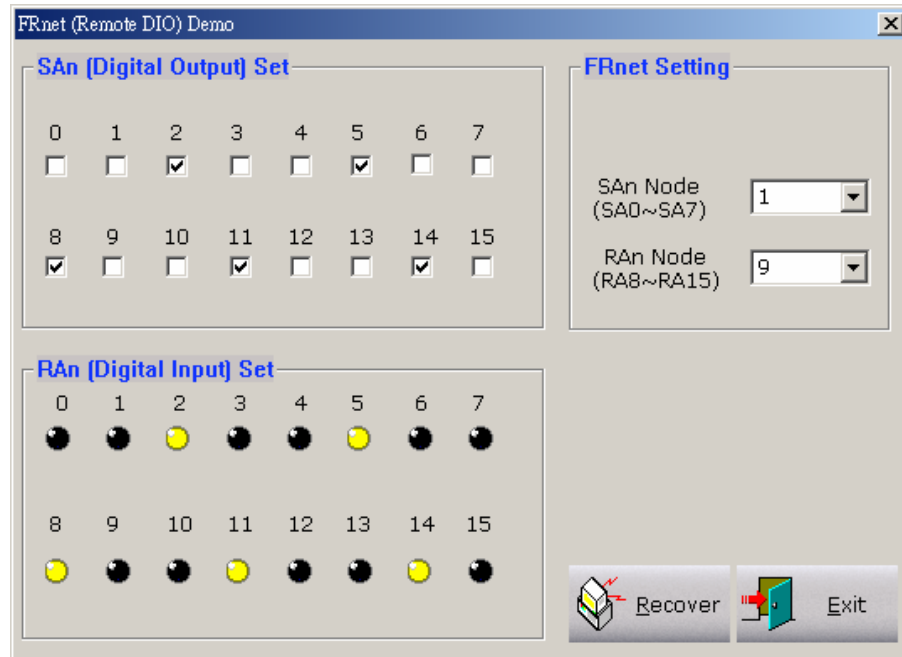 FRnet (Remote DIO) Demo
SAn (Digital Output) Set
0 1 2 3 4 5 6 7
8 9 10 11 12 13 14 15
FRnet Setting
SAn Node
(SA0~SA7)
1
RAn Node
(RA8~RA15)
9
RAn (Digital Input) Set
0 1 2 3 4 5 6 7
8 9 10 11 12 13 14 15
Recover
Exit